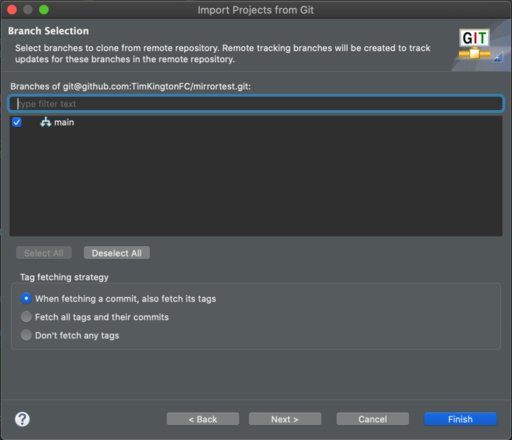 Import Projects from Git
Branch Selection
Select branches to clone from remote repository. Remote tracking branches will be created to track
updates for these branches in the remote repository.
GIT
Branches of git@github.com:TimKingtonFC/mirrortest.git:
type filter text
main
Select All
Deselect All
Tag fetching strategy
When fetching a commit, also fetch its tags
Fetch all tags and their commits
Don't fetch any tags
?
< Back
Next >
Cancel
Finish